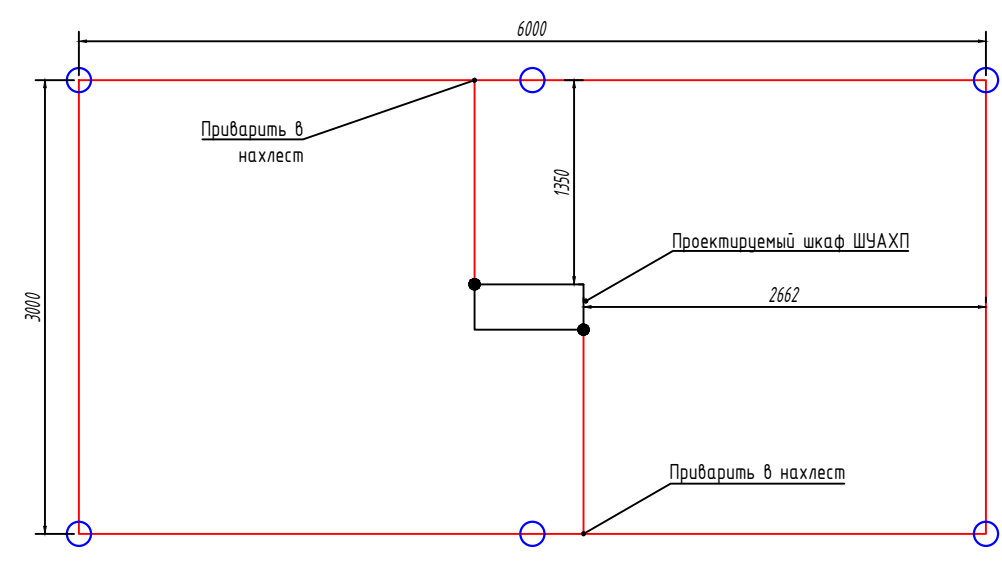 6000
Приварить в
нахлест
1350
Проектируемый шкаф ШУАХП
2662
3000
Приварить в нахлест